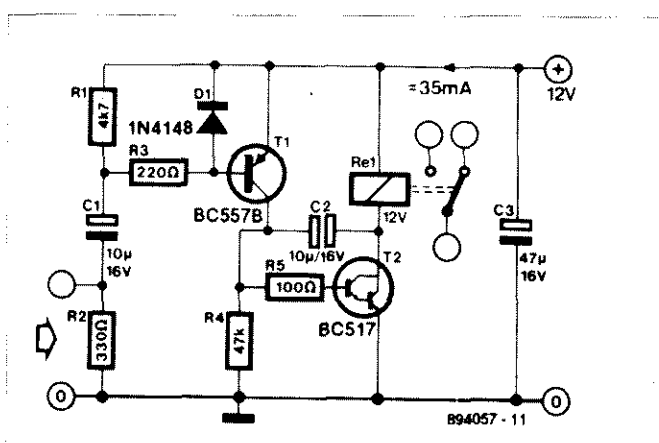 R1
4k7
D1
1N4148
R3
220Ω
T1
BC557B
=35mA
+
12V
Re1
12V
C1
10µ
16V
C2
10µ/16V
C3
47µ
16V
R5
100Ω
T2
BC517
R2
330Ω
R4
47k
0
0
894057 - 11